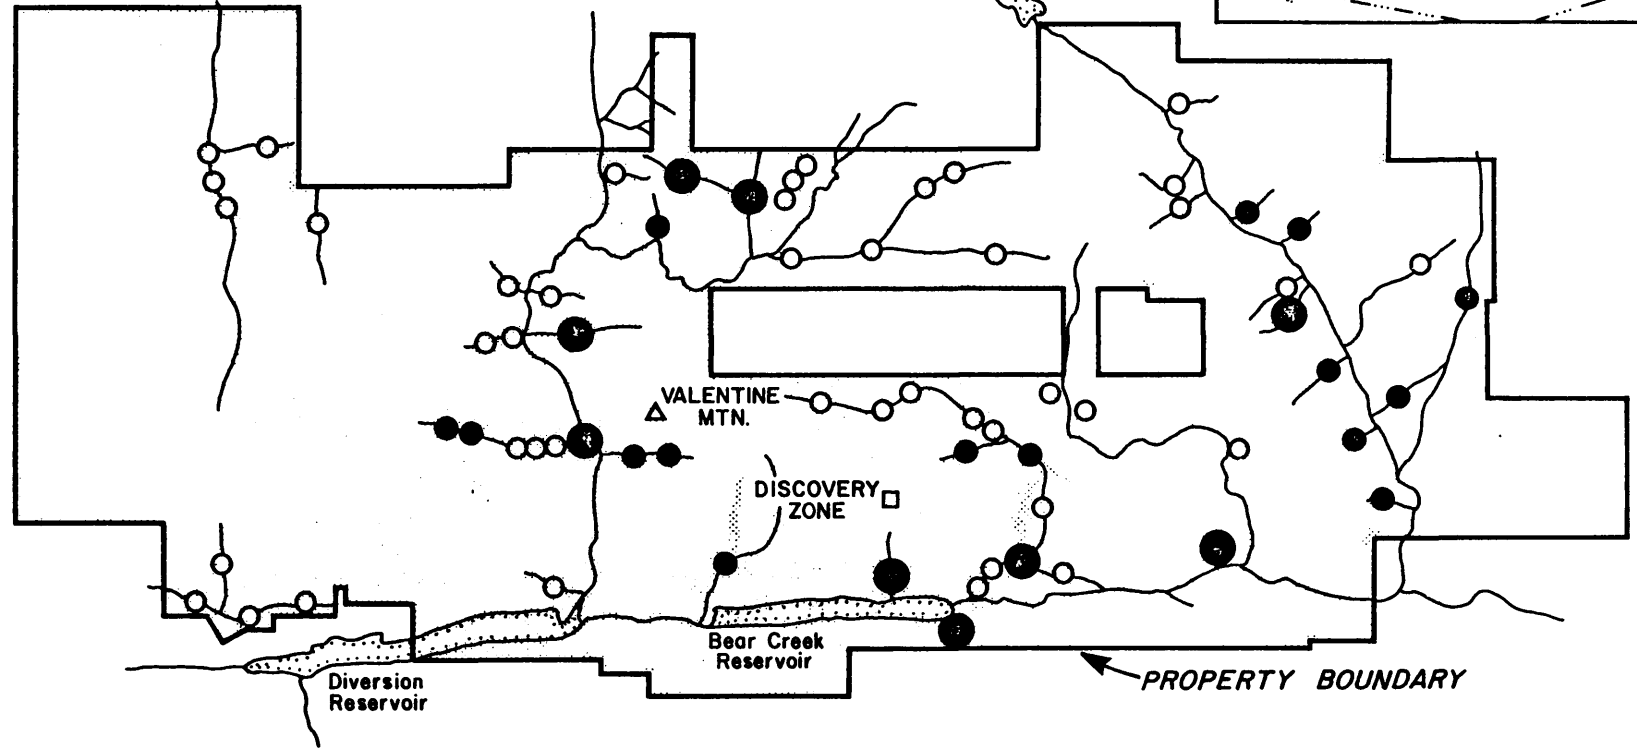 VALENTINE
MTN.
DISCOVERY
ZONE
Bear Creek
Reservoir
Diversion
Reservoir
PROPERTY BOUNDARY